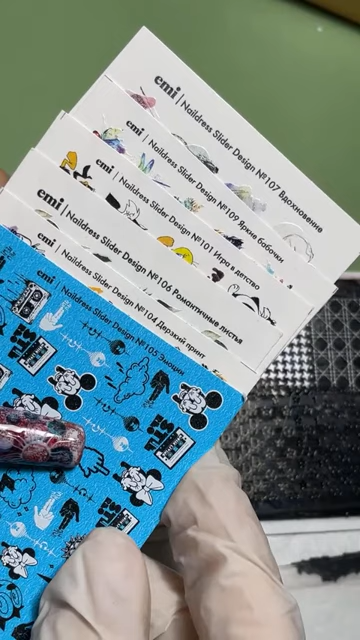 emi | Naildress Slider Design №107 Вдохновение
emi | Naildress Slider Design №109 Яркие бабочки
emi | Naildress Slider Design №101 Игра в детство
emi | Naildress Slider Design №106 Романтичные листья
emi | Naildress Slider Design №104 Дерзкий принт
Naildress Slider Design №105 Эмоции